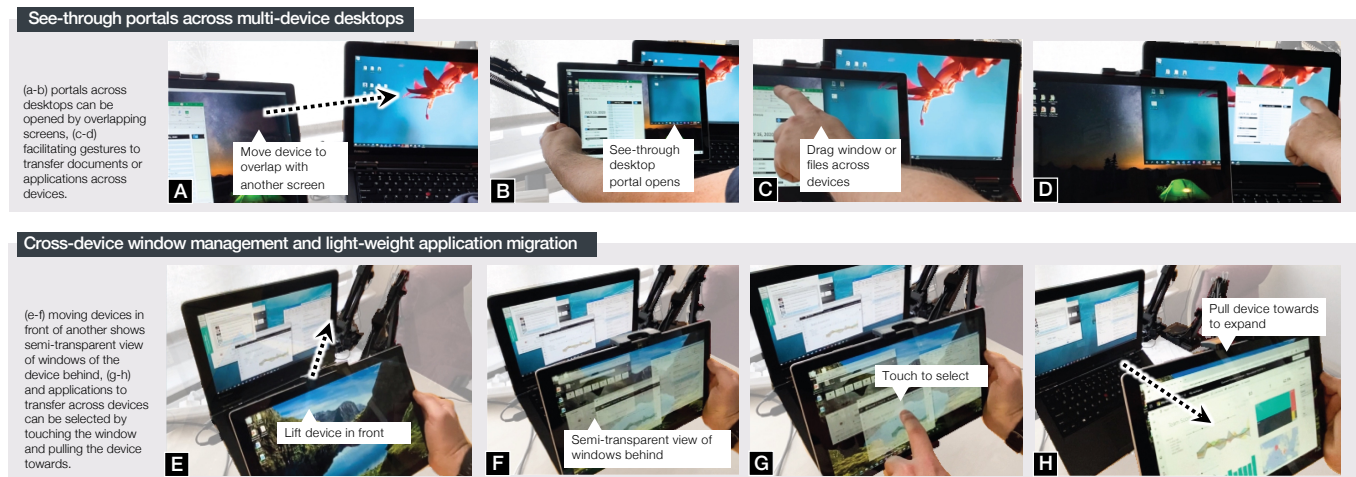 See-through portals across multi-device desktops
(a-b) portals across
desktops can be
opened by overlapping
screens, (c-d)
facilitating gestures to
transfer documents or
applications across
devices.
Move device to
overlap with
another screen
A
See-through
desktop
portal opens
B
Drag window or
files across
devices
C
D
Cross-device window management and light-weight application migration
(e-f) moving devices in
front of another shows
semi-transparent view
of windows of the
device behind, (g-h)
and applications to
transfer across devices
can be selected by
touching the window
and pulling the device
towards.
Lift device in front
E
Semi-transparent view of
windows behind
F
Touch to select
G
Pull device towards
to expand
H